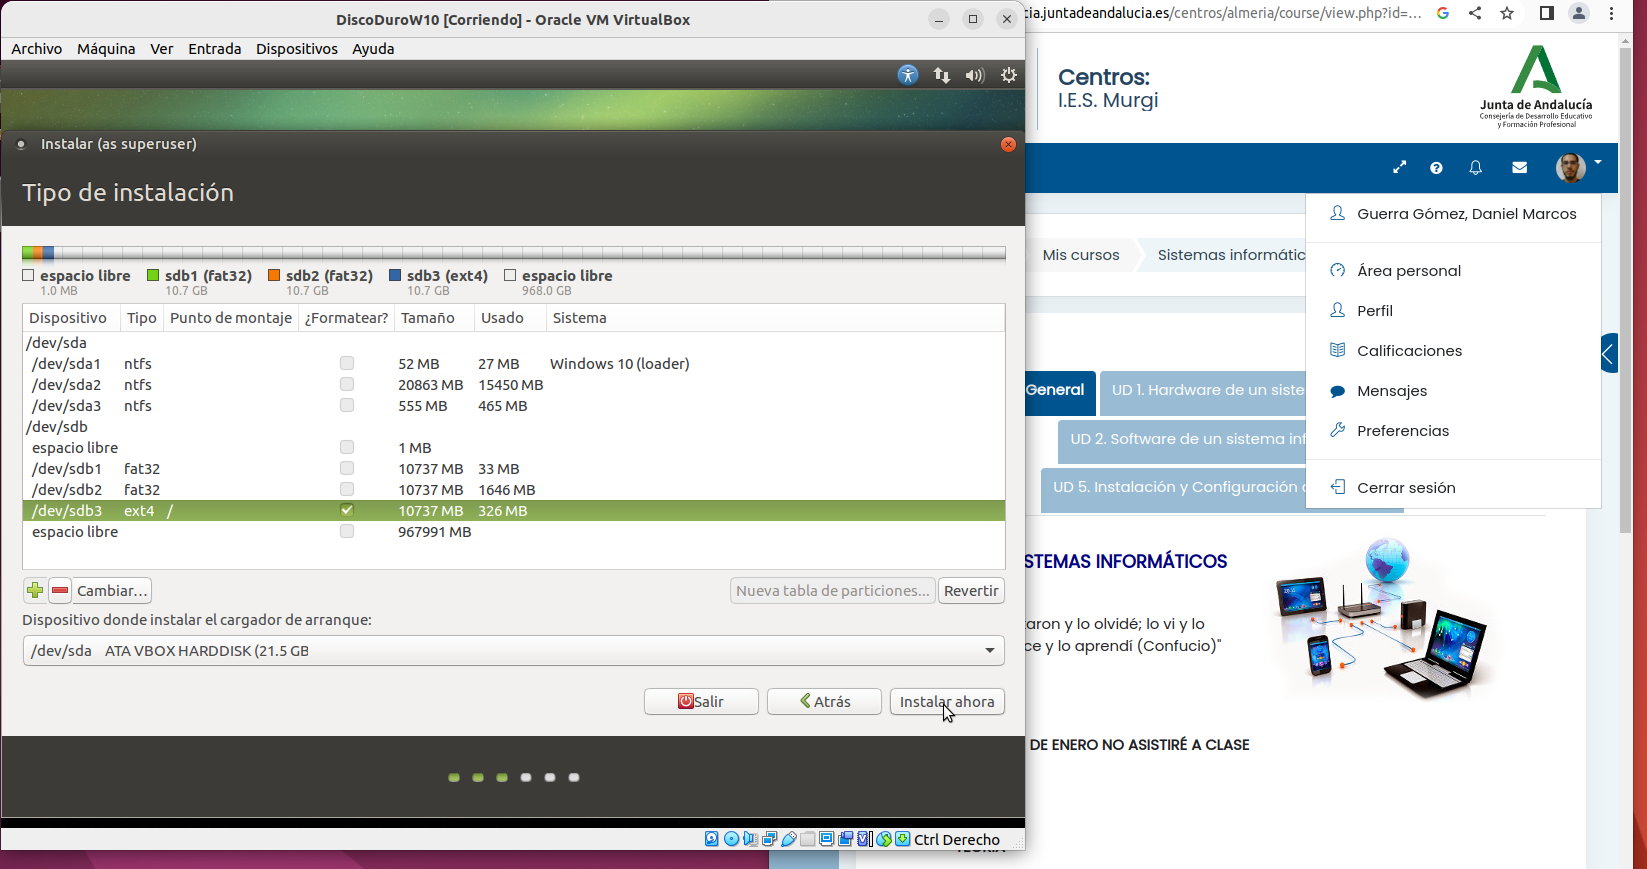 DiscoDuroW10 [Corriendo] - Oracle VM VirtualBox
Archivo Máquina Ver Entrada Dispositivos Ayuda
Instalar (as superuser)
Tipo de instalación
espacio libre sdb1 (fat32) sdb2 (fat32) sdb3 (ext4) espacio libre
1.0 MB 10.7 GB 10.7 GB 10.7 GB 968.0 GB
Dispositivo Tipo Punto de montaje ¿Formatear? Tamaño Usado Sistema
/dev/sda
/dev/sda1 ntfs 52 MB 27 MB Windows 10 (loader)
/dev/sda2 ntfs 20863 MB 15450 MB
/dev/sda3 ntfs 555 MB 465 MB
/dev/sdb
espacio libre 1 MB
/dev/sdb1 fat32 10737 MB 33 MB
/dev/sdb2 fat32 10737 MB 1646 MB
/dev/sdb3 ext4 / 10737 MB 326 MB
espacio libre 967991 MB
Cambiar... Nueva tabla de particiones... Revertir
Dispositivo donde instalar el cargador de arranque:
/dev/sda ATA VBOX HARDDISK (21.5 GB
Salir Atrás Instalar ahora
Ctrl Derecho
cia.juntadeandalucia.es/centros/almeria/course/view.php?id=...
Centros:
I.E.S. Murgi
Junta de Andalucía
Consejería de Desarrollo Educativo
y Formación Profesional
Guerra Gómez, Daniel Marcos
Área personal
Perfil
Calificaciones
Mensajes
Preferencias
Cerrar sesión
Mis cursos Sistemas informátic
General UD 1. Hardware de un siste
UD 2. Software de un sistema inf
UD 5. Instalación y Configuración
STEMAS INFORMÁTICOS
taron y lo olvidé; lo vi y lo
ce y lo aprendí (Confucio)"
DE ENERO NO ASISTIRÉ A CLASE